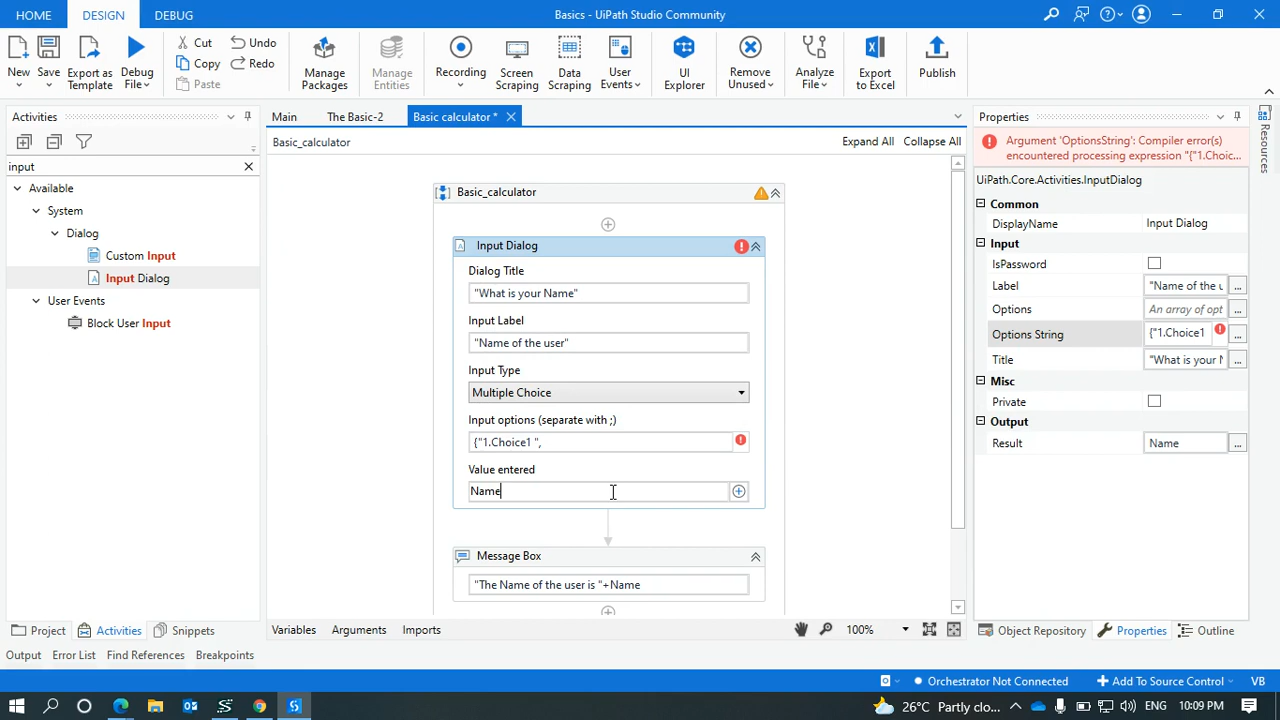 HOME DESIGN DEBUG Basics - UiPath Studio Community
New Save Export as Template Debug File Cut Copy Paste Undo Redo Manage Packages Manage Entities Recording Screen Scraping Data Scraping User Events UI Explorer Remove Unused Analyze File Export to Excel Publish
Activities
Main The Basic-2 Basic calculator *
Properties
Resources
Basic_calculator Expand All Collapse All
Argument 'OptionsString': Compiler error(s)
encountered processing expression "{"1.Choic...
input
Available
System
Dialog
Custom Input
Input Dialog
User Events
Block User Input
Basic_calculator
Input Dialog
Dialog Title
"What is your Name"
Input Label
"Name of the user"
Input Type
Multiple Choice
Input options (separate with ;)
{"1.Choice1 ",
Value entered
Name
Message Box
"The Name of the user is "+Name
UiPath.Core.Activities.InputDialog
Common
DisplayName Input Dialog
Input
IsPassword
Label "Name of the u ...
Options An array of opt ...
Options String {"1.Choice1 ...
Title "What is your N ...
Misc
Private
Output
Result Name ...
Project Activities Snippets
Variables Arguments Imports 100%
Object Repository Properties Outline
Output Error List Find References Breakpoints
Orchestrator Not Connected Add To Source Control VB
26°C Partly clo... ENG 10:09 PM